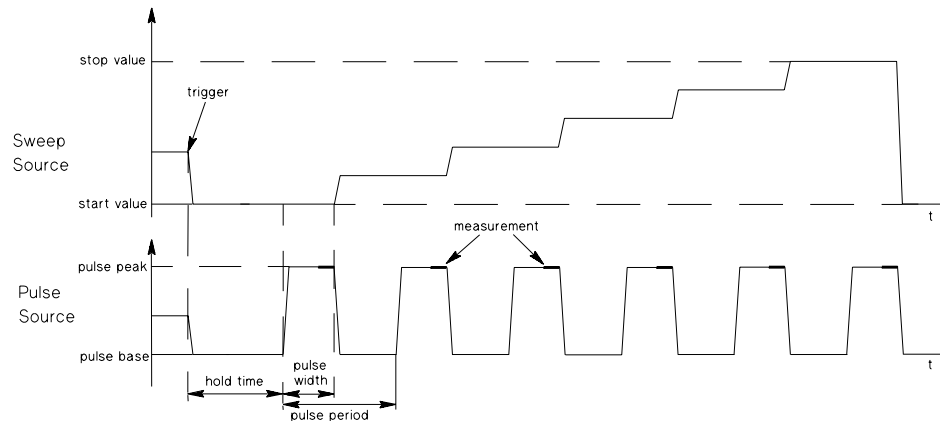 stop value
trigger
Sweep
Source
start value
t
measurement
pulse peak
Pulse
Source
pulse base
t
hold time
pulse
width
pulse period